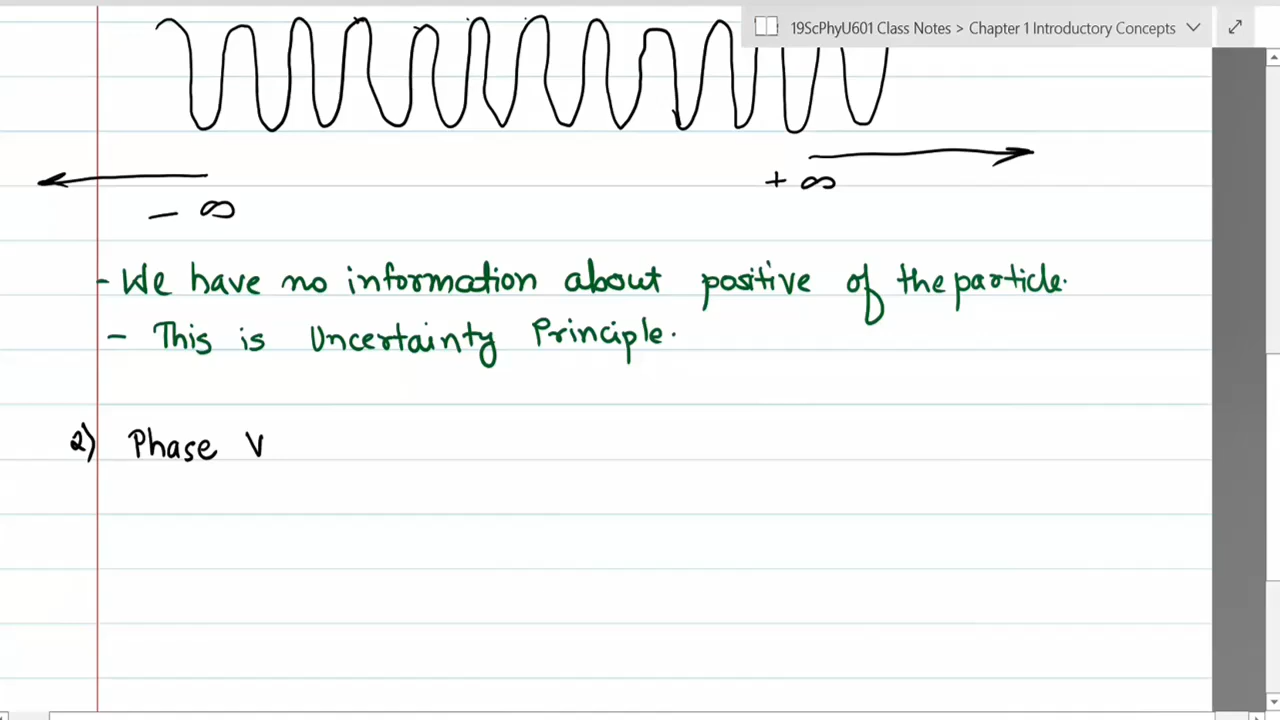 19ScPhyU601 Class Notes > Chapter 1 Introductory Concepts
- ∞
+ ∞
- We have no information about positive of the particle.
- This is Uncertainty Principle.
2) Phase V